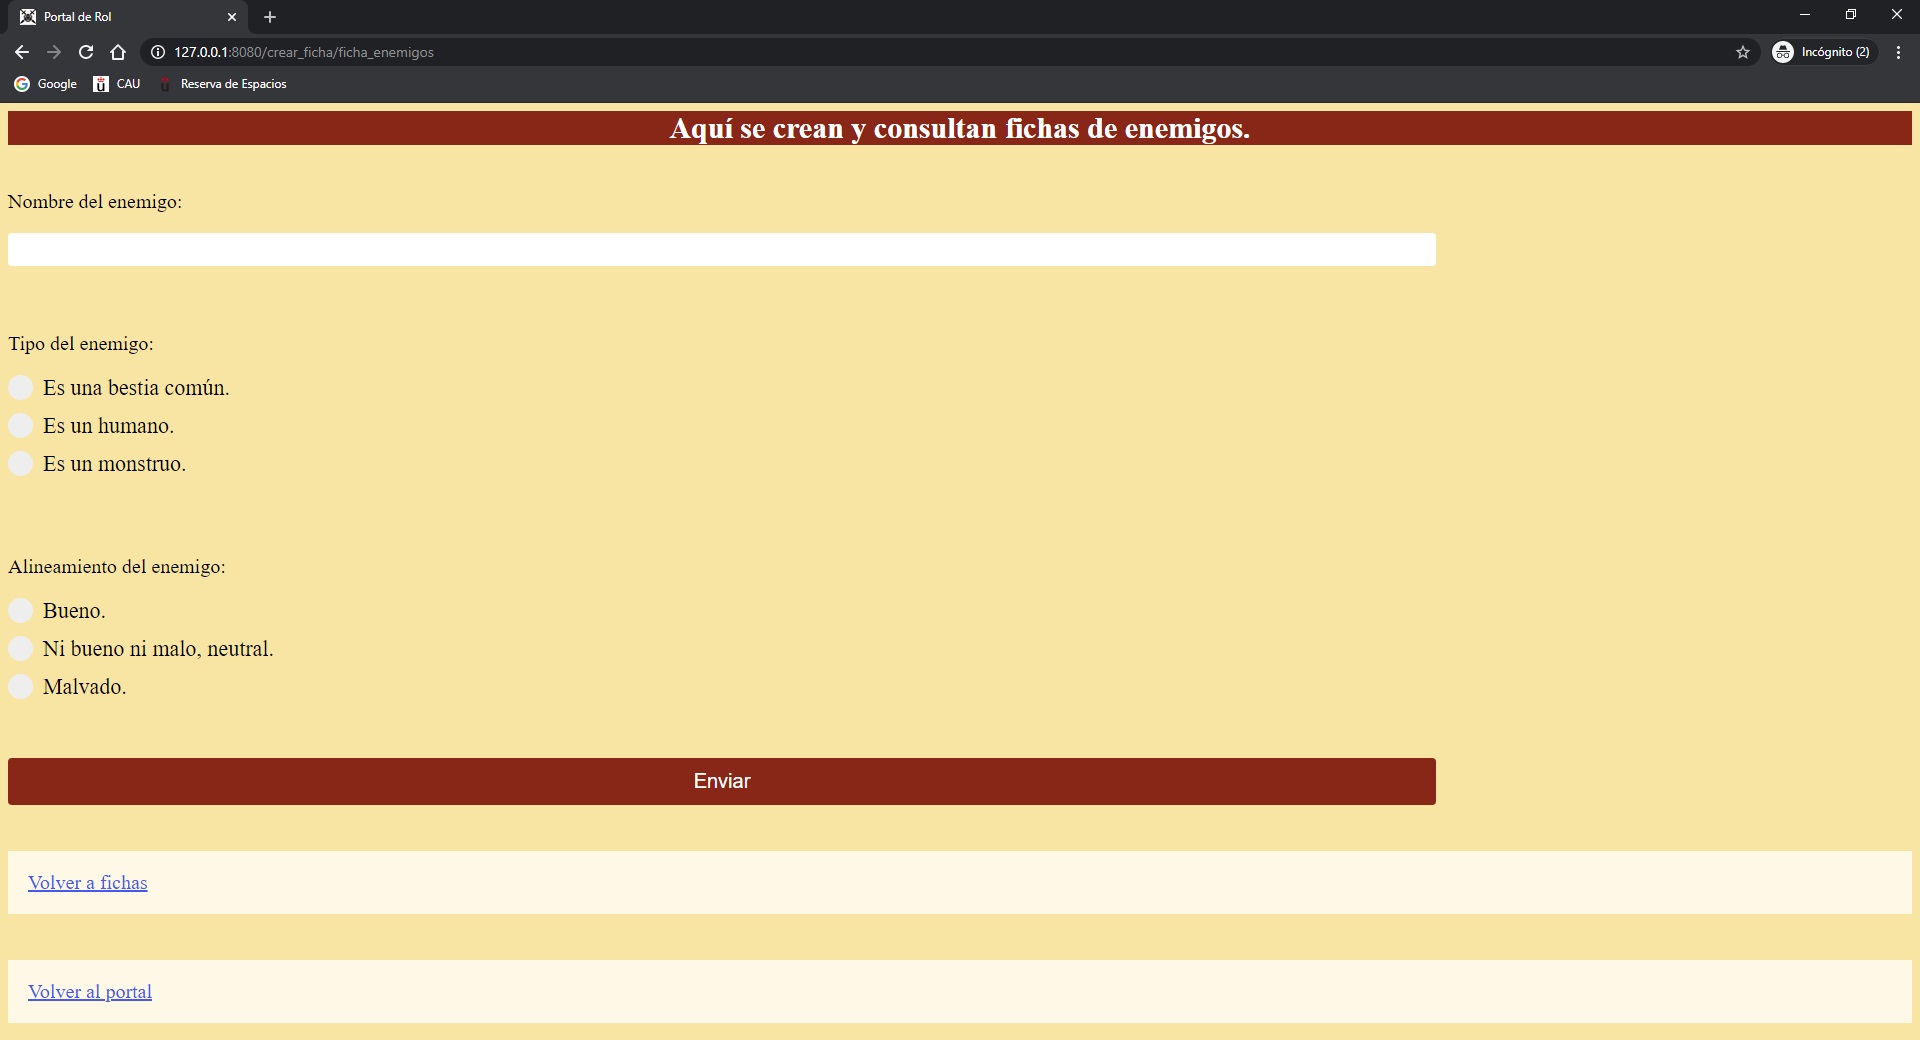 Portal de Rol
127.0.0.1:8080/crear_ficha/ficha_enemigos
Incógnito (2)
Google CAU Reserva de Espacios
Aquí se crean y consultan fichas de enemigos.
Nombre del enemigo:
Tipo del enemigo:
Es una bestia común.
Es un humano.
Es un monstruo.
Alineamiento del enemigo:
Bueno.
Ni bueno ni malo, neutral.
Malvado.
Enviar
Volver a fichas
Volver al portal